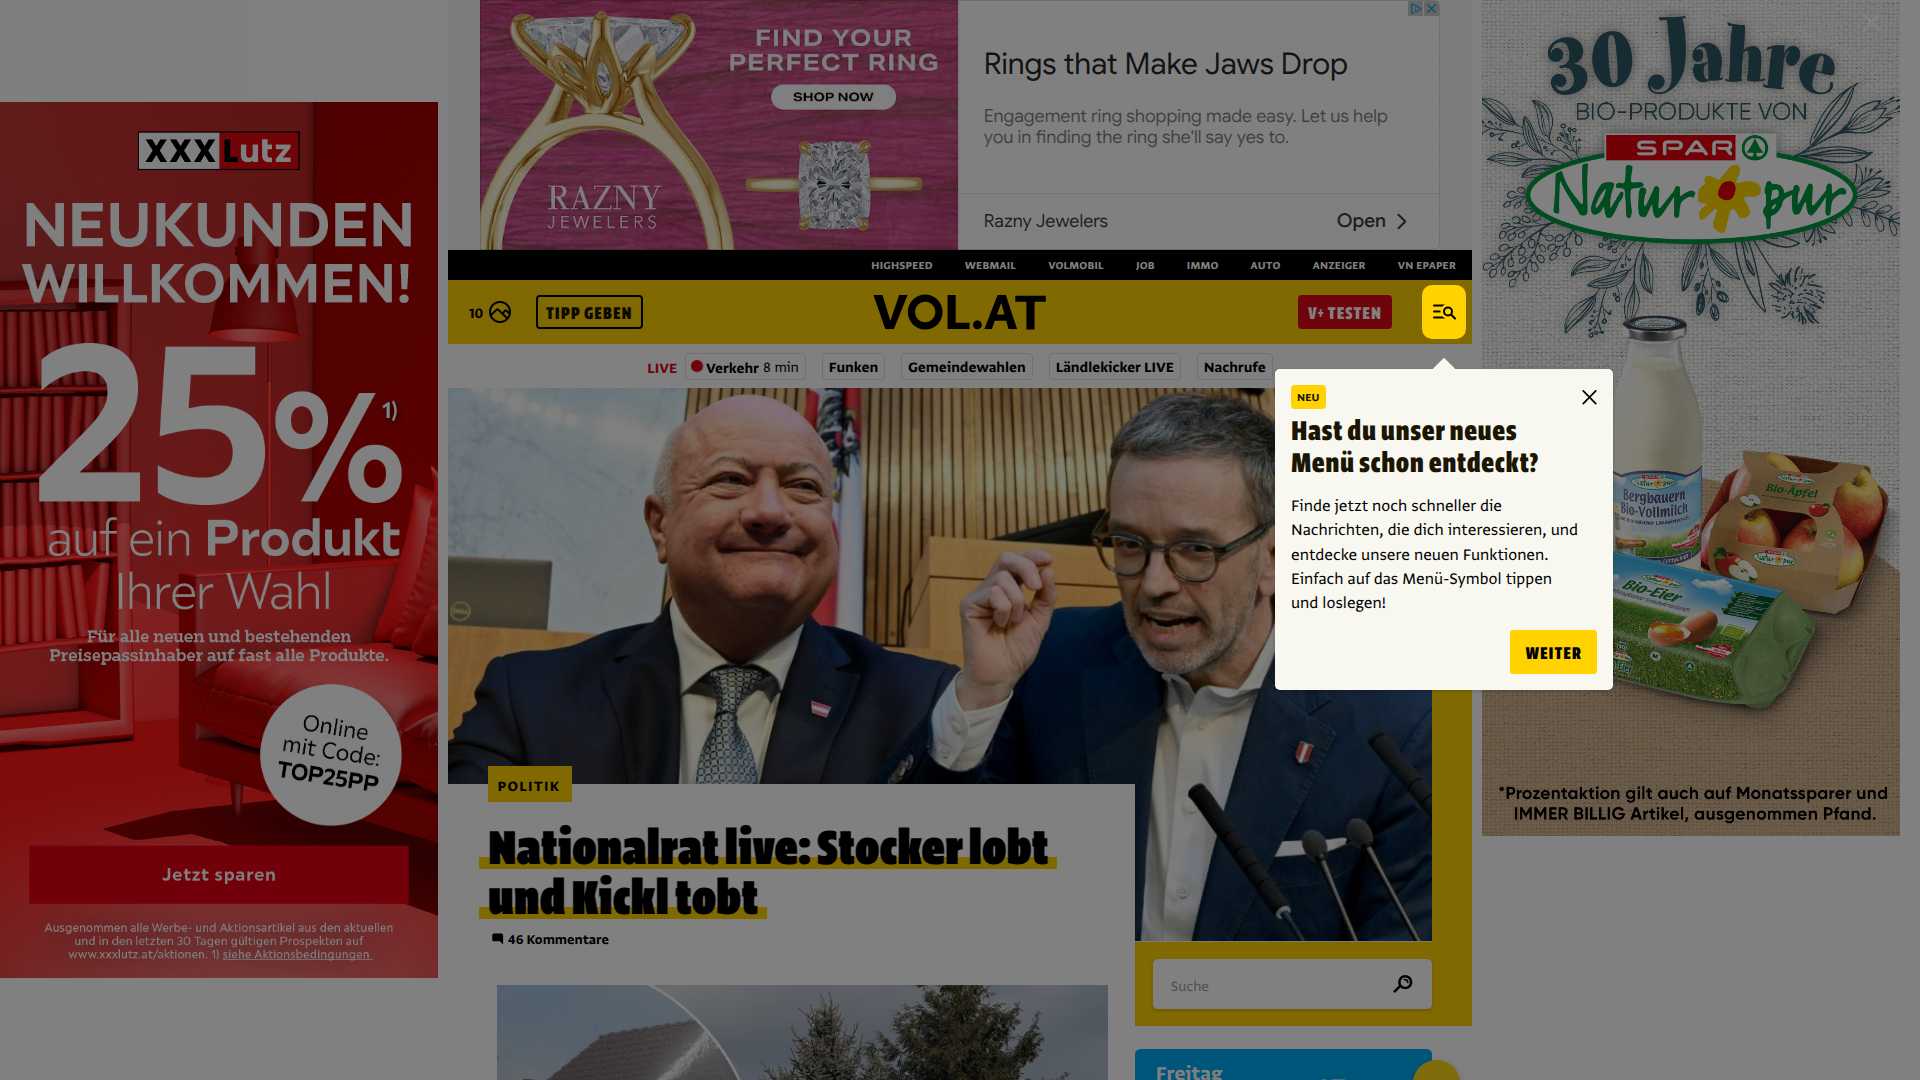 FIND YOUR
PERFECT RING
SHOP NOW
RAZNY
JEWELERS
Rings that Make Jaws Drop
Engagement ring shopping made easy. Let us help
you in finding the ring she'll say yes to.
Razny Jewelers
Open
XXXLutz
NEUKUNDEN
WILLKOMMEN!
25%1)
auf ein Produkt
Ihrer Wahl
Für alle neuen und bestehenden
Preisepassinhaber auf fast alle Produkte.
Online
mit Code:
TOP25PP
Jetzt sparen
Ausgenommen alle Werbe- und Aktionsartikel aus den aktuellen
und in den letzten 30 Tagen gültigen Prospekten auf
www.xxxlutz.at/aktionen. 1) siehe Aktionsbedingungen
HIGHSPEED WEBMAIL VOLMOBIL JOB IMMO AUTO ANZEIGER VN EPAPER
10 TIPP GEBEN VOL.AT V+ TESTEN
LIVE Verkehr 8 min Funken Gemeindewahlen Ländlekicker LIVE Nachrufe
NEU
Hast du unser neues
Menü schon entdeckt?
Finde jetzt noch schneller die
Nachrichten, die dich interessieren, und
entdecke unsere neuen Funktionen.
Einfach auf das Menü-Symbol tippen
und loslegen!
WEITER
POLITIK
Nationalrat live: Stocker lobt
und Kickl tobt
46 Kommentare
Suche
Freitag
30 Jahre
BIO-PRODUKTE VON
SPAR
Natur pur
Bergbauern
Bio-Vollmilch
Bio-Äpfel
Natur pur
Bio-Eier
*Prozentaktion gilt auch auf Monatssparer und
IMMER BILLIG Artikel, ausgenommen Pfand.